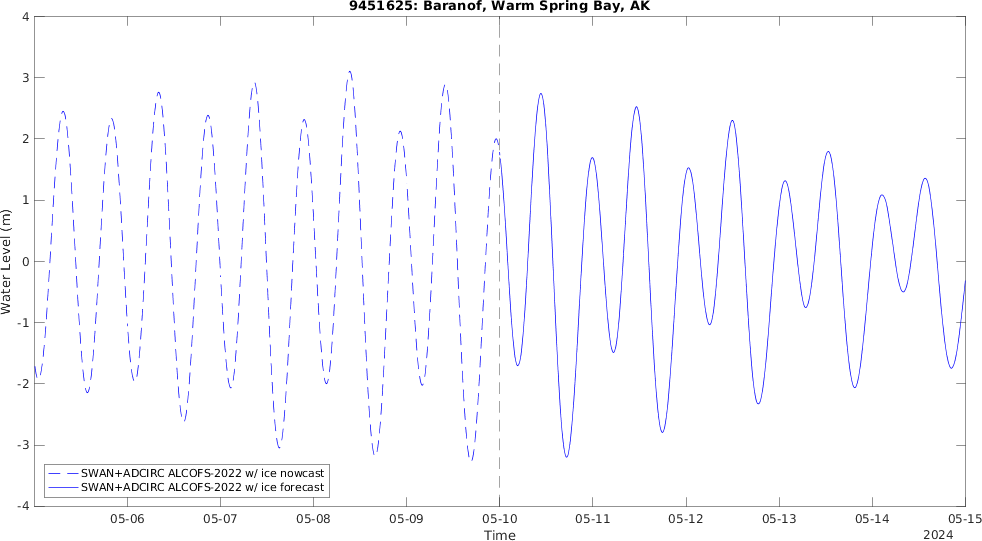 9451625: Baranof, Warm Spring Bay, AK
4
3
2
1
0
-1
-2
-3
-4
Water Level (m)
SWAN+ADCIRC ALCOFS-2022 w/ ice nowcast
SWAN+ADCIRC ALCOFS-2022 w/ ice forecast
05-06 05-07 05-08 05-09 05-10 05-11 05-12 05-13 05-14 05-15
Time
2024